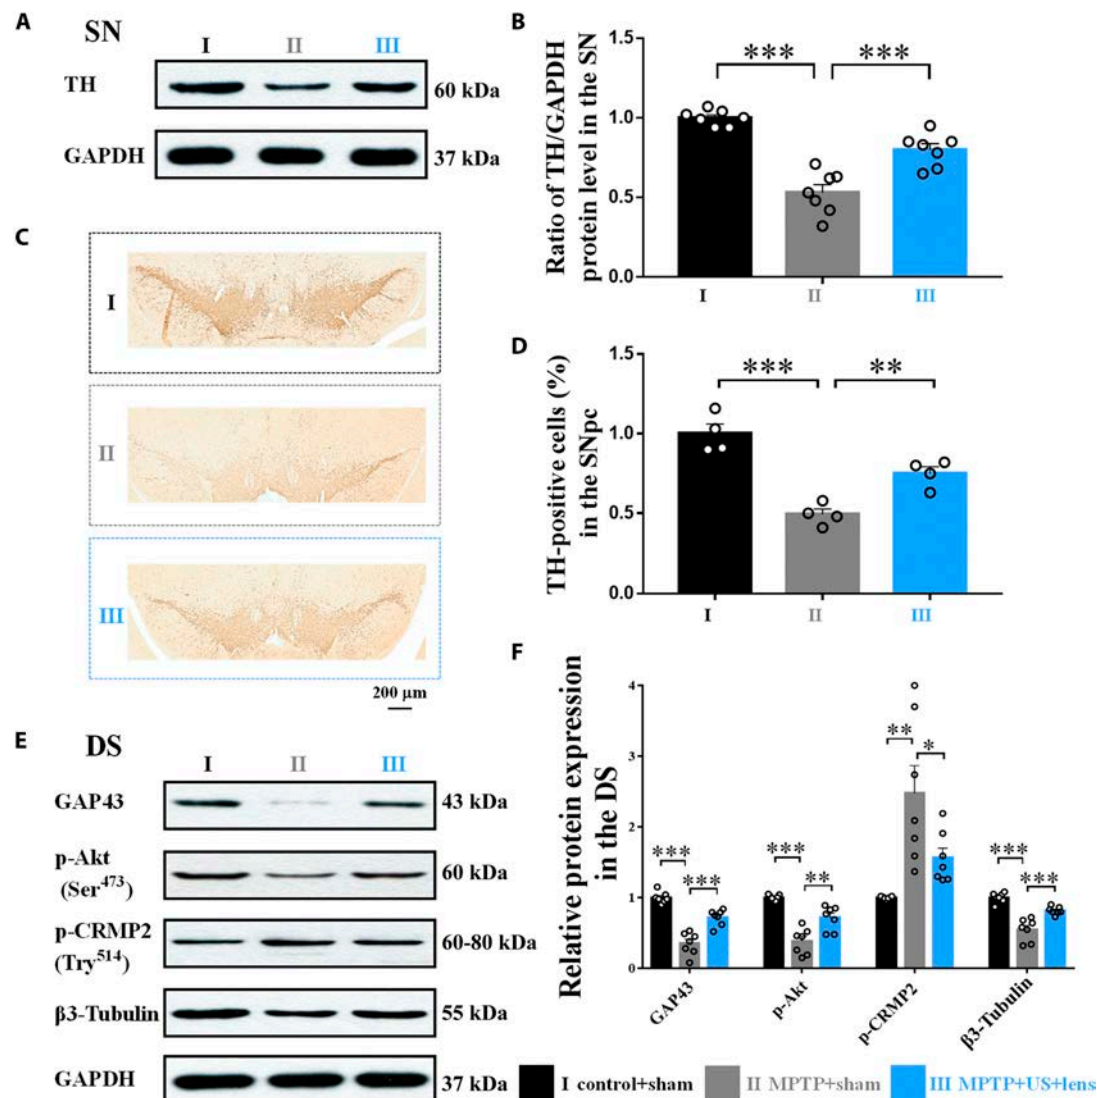 A
SN
I II III
TH
60 kDa
GAPDH
37 kDa
B
Ratio of TH/GAPDH
protein level in the SN
1.5
1.0
0.5
0.0
*** ***
I II III
C
I
II
III
200 µm
D
TH-positive cells (%)
in the SNpc
1.5
1.0
0.5
0.0
*** **
I II III
E
DS
I II III
GAP43
43 kDa
p-Akt
(Ser473)
60 kDa
p-CRMP2
(Try514)
60-80 kDa
β3-Tubulin
55 kDa
GAPDH
37 kDa
F
Relative protein expression
in the DS
4
3
2
1
0
*** ***
*** **
** *
*** ***
GAP43
p-Akt
p-CRMP2
β3-Tubulin
I control+sham II MPTP+sham III MPTP+US+lens